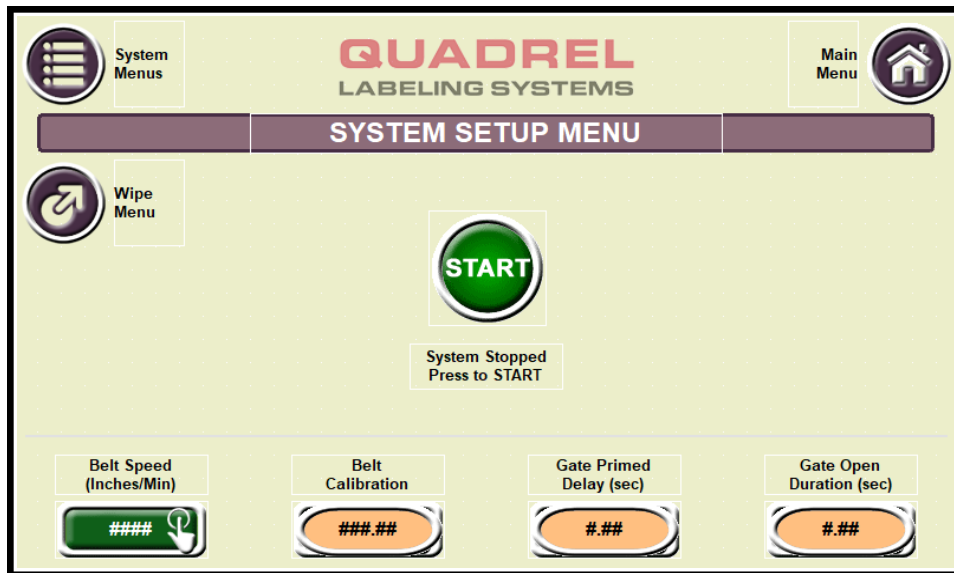 System
Menus
QUADREL
LABELING SYSTEMS
Main
Menu
SYSTEM SETUP MENU
Wipe
Menu
START
System Stopped
Press to START
Belt Speed
(Inches/Min)
Belt
Calibration
Gate Primed
Delay (sec)
Gate Open
Duration (sec)
####
###.##
#.##
#.##